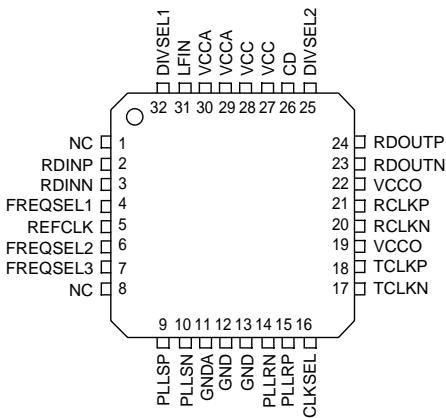 DIVSEL1
LFIN
VCCA
VCCA
VCC
VCC
CD
DIVSEL2
32 31 30 29 28 27 26 25
NC 1
RDINP 2
RDINN 3
FREQSEL1 4
REFCLK 5
FREQSEL2 6
FREQSEL3 7
NC 8
24 RDOUTP
23 RDOUTN
22 VCCO
21 RCLKP
20 RCLKN
19 VCCO
18 TCLKP
17 TCLKN
9 10 11 12 13 14 15 16
PLLSP
PLLSN
GNDA
GND
GND
PLLRN
PLLRP
CLKSEL